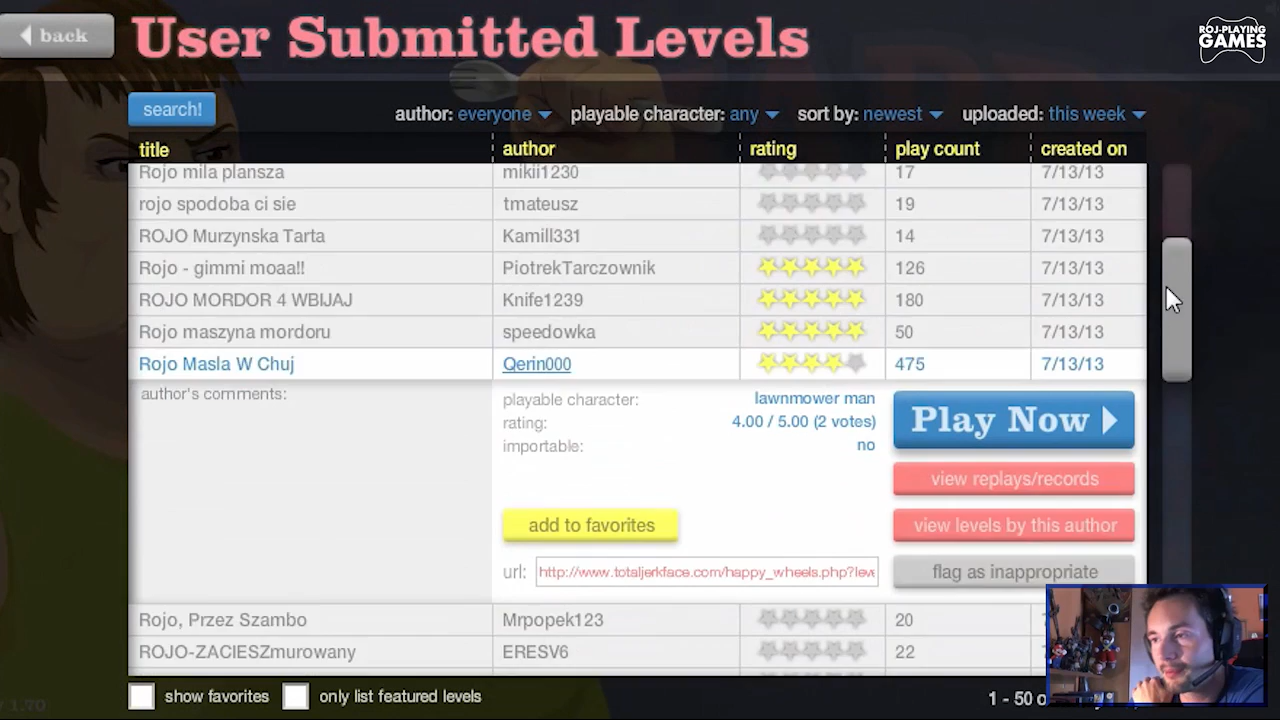 back
User Submitted Levels
ROJ-PLAYING
GAMES
search!
author: everyone playable character: any sort by: newest uploaded: this week
title author rating play count created on
Rojo mila plansza mikii1230 17 7/13/13
rojo spodoba ci sie tmateusz 19 7/13/13
ROJO Murzynska Tarta Kamill331 14 7/13/13
Rojo - gimmi moaa!! PiotrekTarczownik 126 7/13/13
ROJO MORDOR 4 WBIJAJ Knife1239 180 7/13/13
Rojo maszyna mordoru speedowka 50 7/13/13
Rojo Masla W Chuj Qerin000 475 7/13/13
author's comments:
playable character: lawnmower man
rating: 4.00 / 5.00 (2 votes)
importable: no
Play Now
view replays/records
add to favorites
view levels by this author
url: http://www.totaljerkface.com/happy_wheels.php?lev
flag as inappropriate
Rojo, Przez Szambo Mrpopek123 20
ROJO-ZACIESZmurowany ERESV6 22
show favorites only list featured levels 1 - 50
1.70